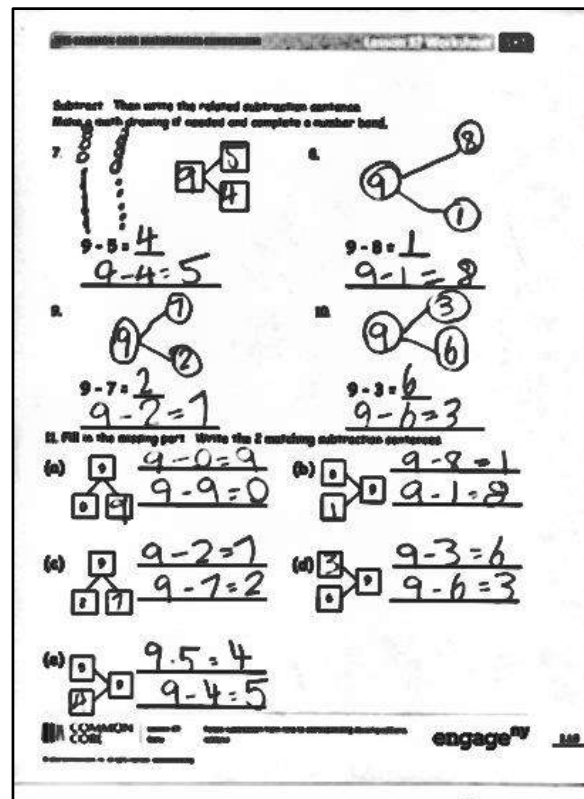 Lesson 37 Worksheet
Subtract. Then write the related subtraction sentence.
Make a math drawing if needed and complete a number bond.
7. 9 5 4
8. 9 8 1
9 - 5 = 4
9 - 8 = 1
9-4=5
9-1=8
9. 9 7 2
10. 9 3 6
9 - 7 = 2
9 - 3 = 6
9-2=7
9-6=3
11. Fill in the missing part. Write the 2 matching subtraction sentences.
(a) 9 9 9-0=9
9-9=0
(b) 1 9 9-8=1
9-1=8
(c) 9 7 9-2=7
9-7=2
(d) 3 6 9 9-3=6
9-6=3
(e) 5 4 9 9.5=4
9-4=5
COMMON CORE
engageny